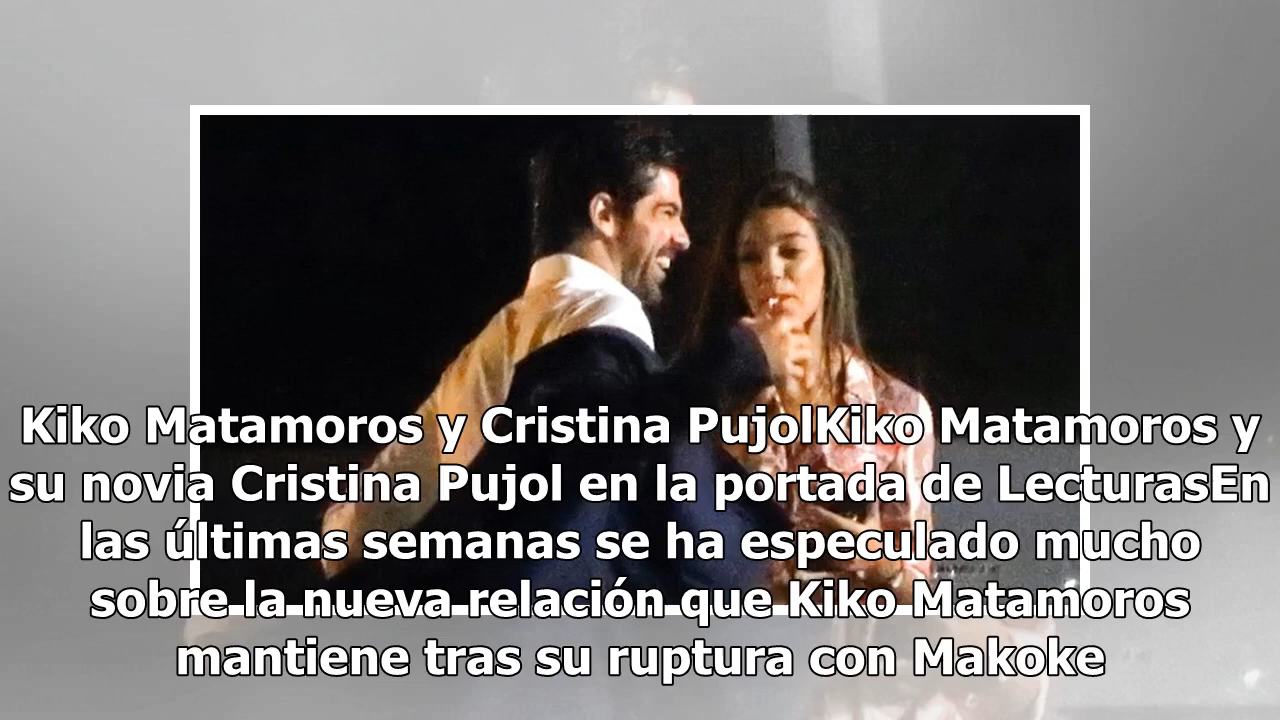 Kiko Matamoros y Cristina PujolKiko Matamoros y
su novia Cristina Pujol en la portada de LecturasEn
las últimas semanas se ha especulado mucho
sobre la nueva relación que Kiko Matamoros
mantiene tras su ruptura con Makoke